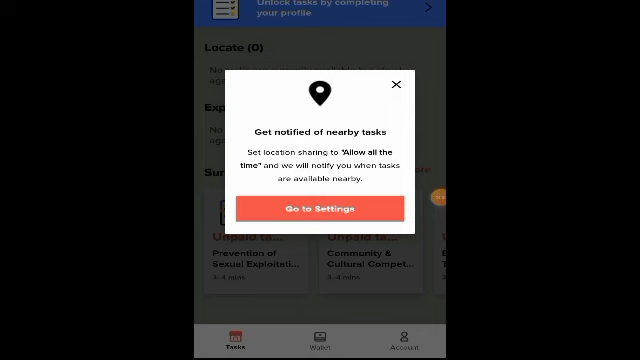 Unlock tasks by completing
your profile
Locate (0)
No
Exp
No
Get notified of nearby tasks
Set location sharing to "Allow all the
time" and we will notify you when tasks
are available nearby.
Go to Settings
Sur
Unpaid ta...
Unpaid ta...
Prevention of
Sexual Exploitati...
3-4 mins
Community &
Cultural Compet...
3-4 mins
Tasks
Wallet
Account